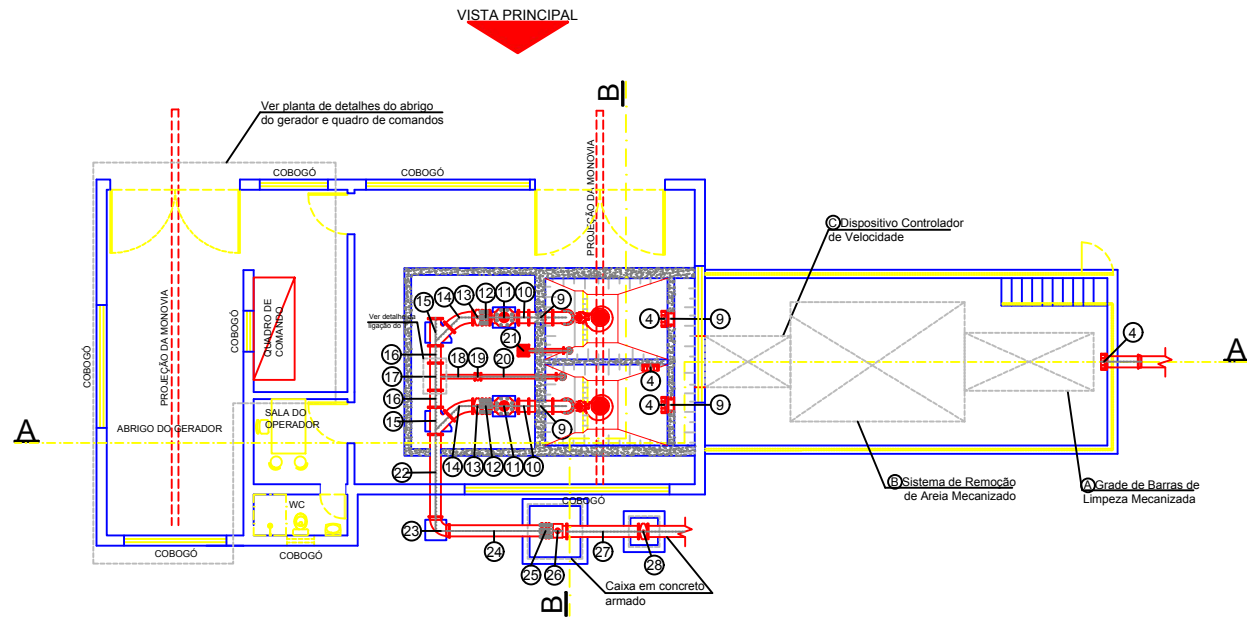 VISTA PRINCIPAL
B
Ver planta de detalhes do abrigo
do gerador e quadro de comandos
COBOGÓ
COBOGÓ
COBOGÓ
PROJEÇÃO DA MONOVIA
PROJEÇÃO DA MONOVIA
C Dispositivo Controlador
de Velocidade
QUADRO DE
COMANDO
COBOGÓ
COBOGÓ
15
14
13
12
11
10
9
Ver detalhe da
4
9
4
21
16
18
19
20
17
4
A
16
4
9
SALA DO
OPERADOR
ABRIGO DO GERADOR
15
9
A
14
13
12
11
10
22
B Sistema de Remoção
de Areia Mecanizado
A Grade de Barras de
Limpeza Mecanizada
WC
COBOGÓ
23
24
25
26
27
28
COBOGÓ
COBOGÓ
Caixa em concreto
armado
B